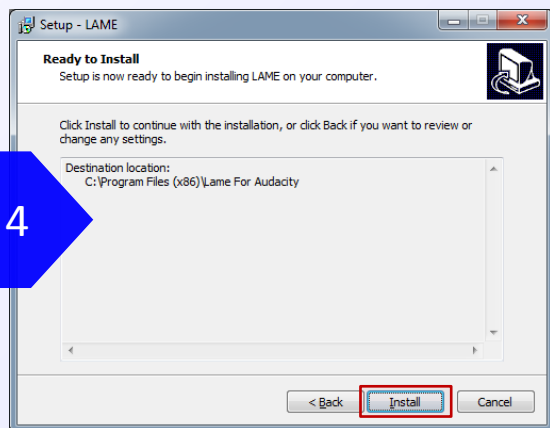 Setup - LAME
Ready to Install
Setup is now ready to begin installing LAME on your computer.
Click Install to continue with the installation, or click Back if you want to review or
change any settings.
Destination location:
C:\Program Files (x86)\Lame For Audacity
4
< Back
Install
Cancel